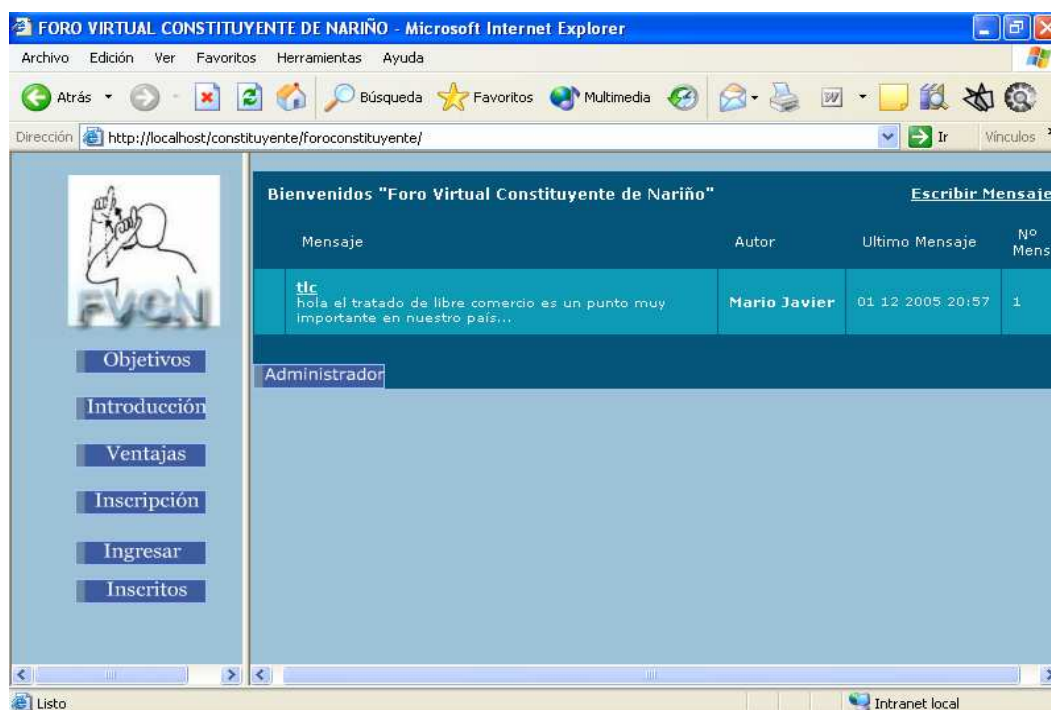 FORO VIRTUAL CONSTITUYENTE DE NARIÑO - Microsoft Internet Explorer
Archivo Edición Ver Favoritos Herramientas Ayuda
Atrás Búsqueda Favoritos Multimedia W
Dirección http://localhost/constituyente/foroconstituyente/ Ir Vínculos
FVCN
Objetivos
Introducción
Ventajas
Inscripción
Ingresar
Inscritos
Bienvenidos "Foro Virtual Constituyente de Nariño" Escribir Mensaje
Mensaje Autor Ultimo Mensaje Nº
Mens
tlc
hola el tratado de libre comercio es un punto muy
importante en nuestro país...
Mario Javier 01 12 2005 20:57 1
Administrador
Listo Intranet local